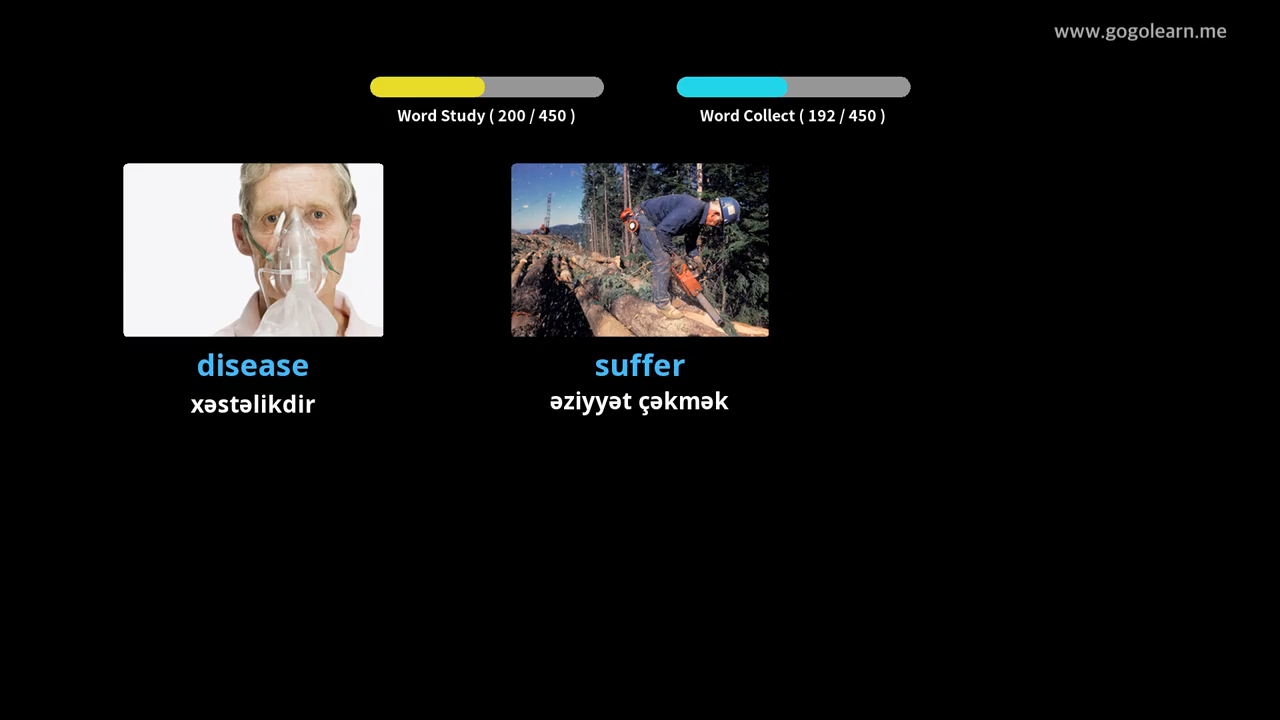 www.gogolearn.me
Word Study ( 200 / 450 )
Word Collect ( 192 / 450 )
disease
suffer
xəstəlikdir
əziyyət çəkmək